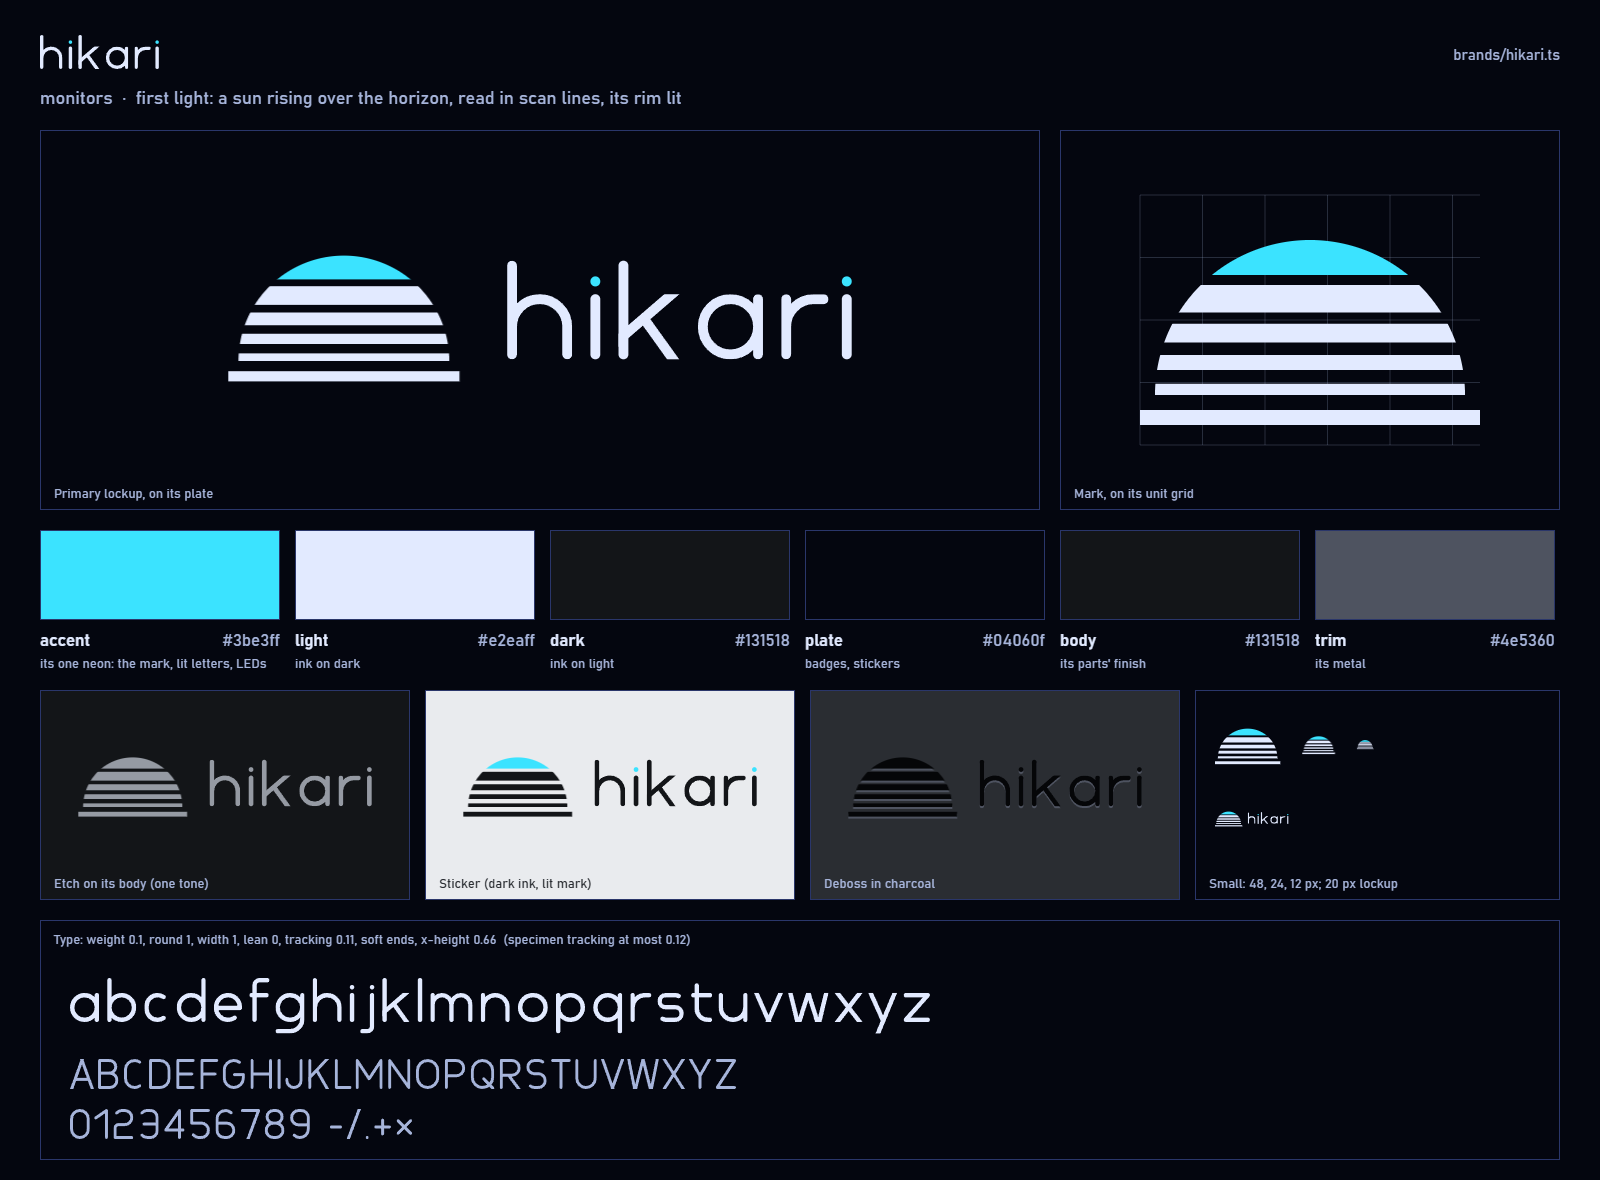 hikari
brands/hikari.ts
monitors · first light: a sun rising over the horizon, read in scan lines, its rim lit
hikari
Primary lockup, on its plate
Mark, on its unit grid
accent #3be3ff
its one neon: the mark, lit letters, LEDs
light #e2eaff
ink on dark
dark #131518
ink on light
plate #04060f
badges, stickers
body #131518
its parts' finish
trim #4e5360
its metal
hikari
Etch on its body (one tone)
hikari
Sticker (dark ink, lit mark)
hikari
Deboss in charcoal
hikari
Small: 48, 24, 12 px; 20 px lockup
Type: weight 0.1, round 1, width 1, lean 0, tracking 0.11, soft ends, x-height 0.66 (specimen tracking at most 0.12)
abcdefghijklmnopqrstuvwxyz
ABCDEFGHIJKLMNOPQRSTUVWXYZ
0123456789 -/.+×